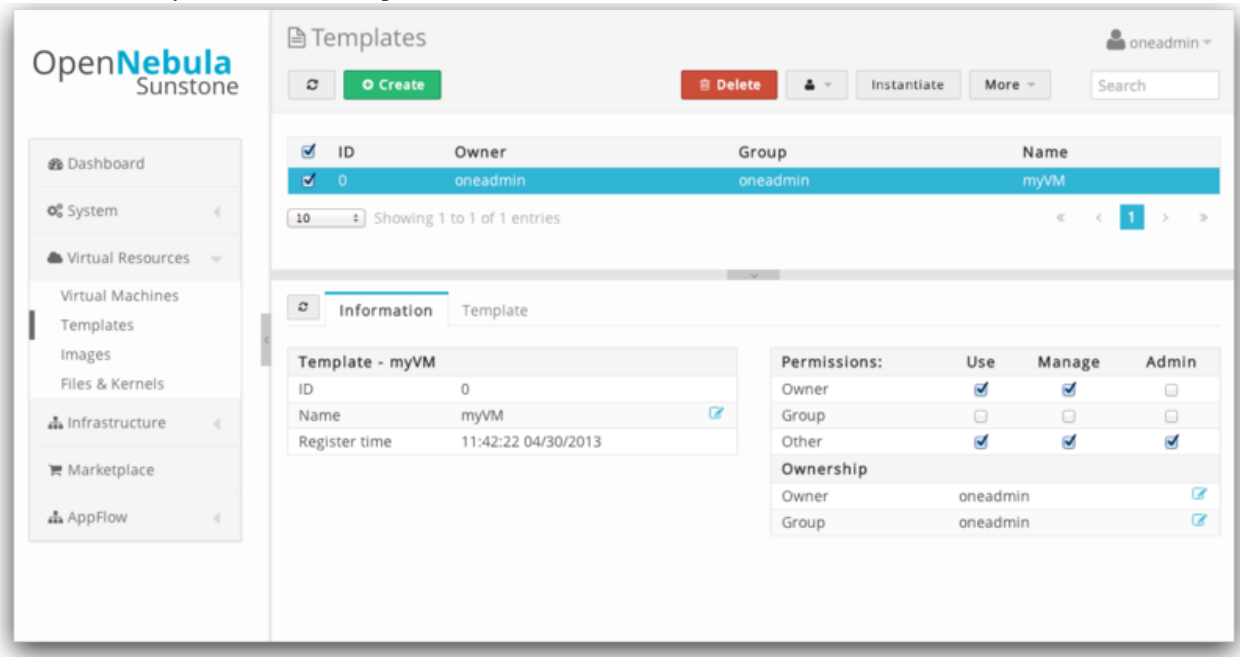 OpenNebula
Sunstone
Templates
oneadmin
Create
Delete
Instantiate
More
Search
Dashboard
System
Virtual Resources
Virtual Machines
Templates
Images
Files & Kernels
Infrastructure
Marketplace
AppFlow
ID Owner Group Name
0 oneadmin oneadmin myVM
10 Showing 1 to 1 of 1 entries
« < 1 > »
Information Template
Template - myVM
ID 0
Name myVM
Register time 11:42:22 04/30/2013
Permissions: Use Manage Admin
Owner
Group
Other
Ownership
Owner oneadmin
Group oneadmin